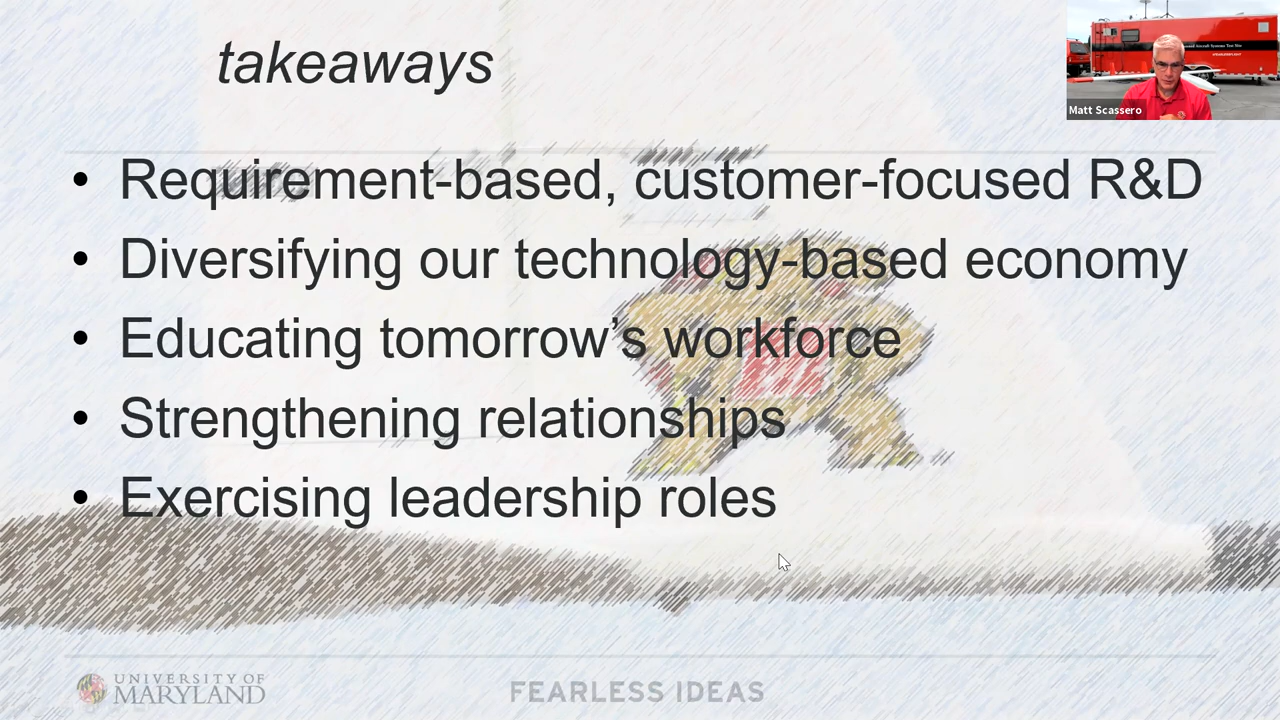 takeaways
Matt Scassero
• Requirement-based, customer-focused R&D
• Diversifying our technology-based economy
• Educating tomorrow’s workforce
• Strengthening relationships
• Exercising leadership roles
UNIVERSITY OF
MARYLAND
FEARLESS IDEAS